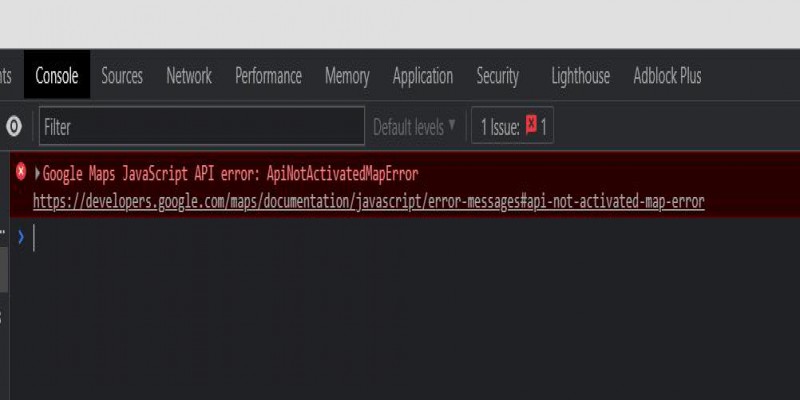 nts Console Sources Network Performance Memory Application Security Lighthouse Adblock Plus
Filter Default levels ▼ 1 Issue: 1
Google Maps JavaScript API error: ApiNotActivatedMapError
https://developers.google.com/maps/documentation/javascript/error-messages#api-not-activated-map-error